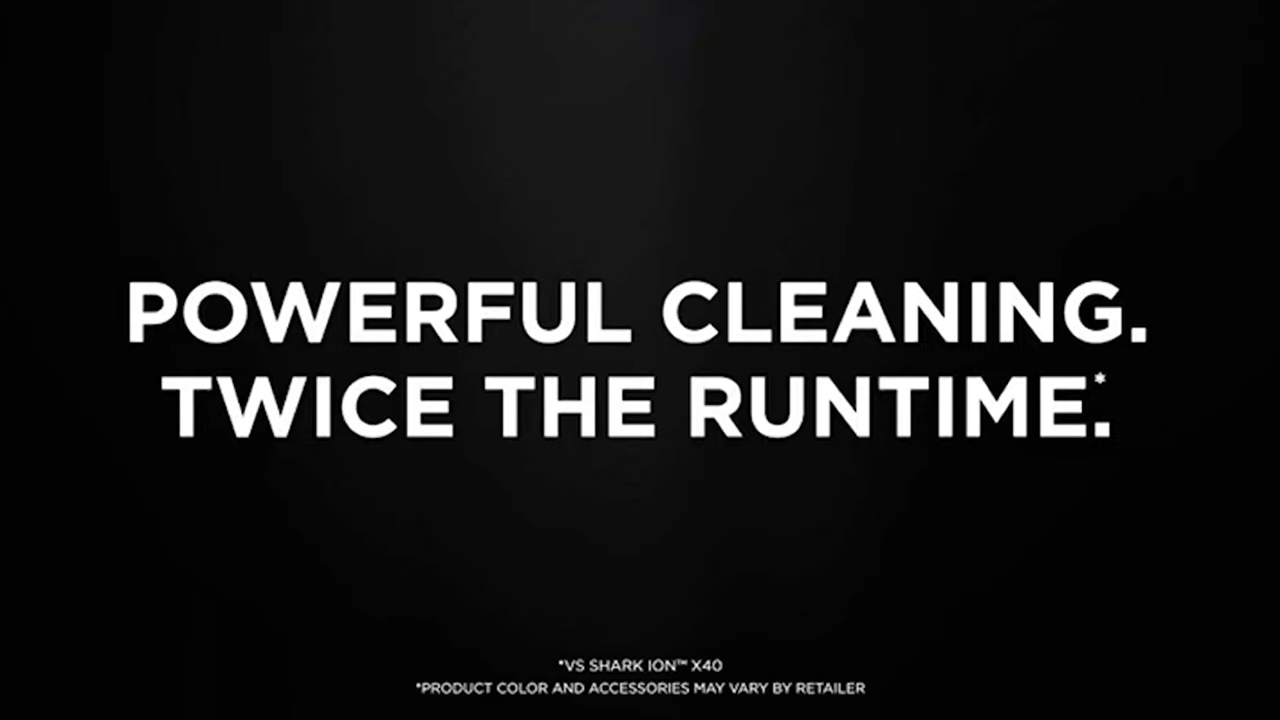 POWERFUL CLEANING.
TWICE THE RUNTIME.*
*VS SHARK ION™ X40
*PRODUCT COLOR AND ACCESSORIES MAY VARY BY RETAILER